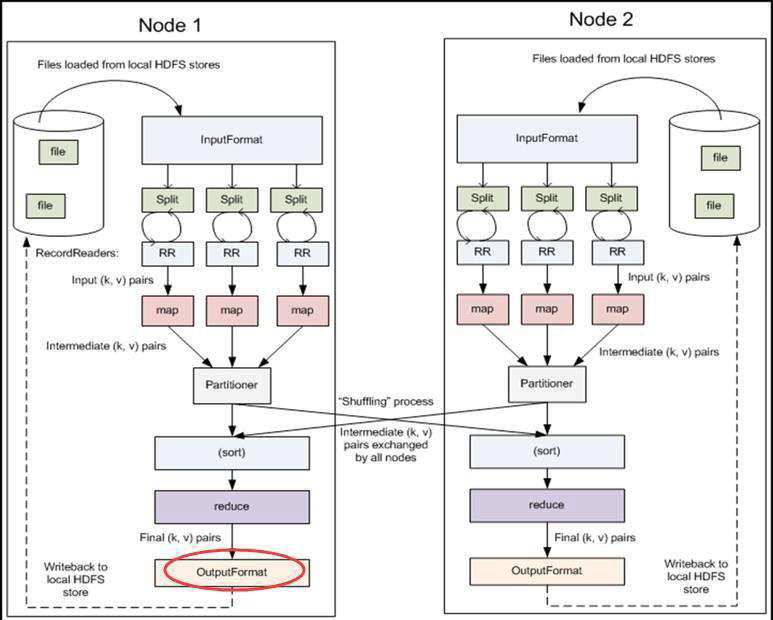 Node 1
Node 2
Files loaded from local HDFS stores
Files loaded from local HDFS stores
InputFormat
InputFormat
file
file
file
file
Split Split Split
Split Split Split
RecordReaders:
RR RR RR
RR RR RR
Input (k, v) pairs
Input (k, v) pairs
map map map
map map map
Intermediate (k, v) pairs
Intermediate (k, v) pairs
Partitioner
Partitioner
"Shuffling" process
Intermediate (k, v)
pairs exchanged
by all nodes
(sort)
(sort)
reduce
reduce
Final (k, v) pairs
Final (k, v) pairs
Writeback to
local HDFS
store
OutputFormat
OutputFormat
Writeback to
local HDFS
store